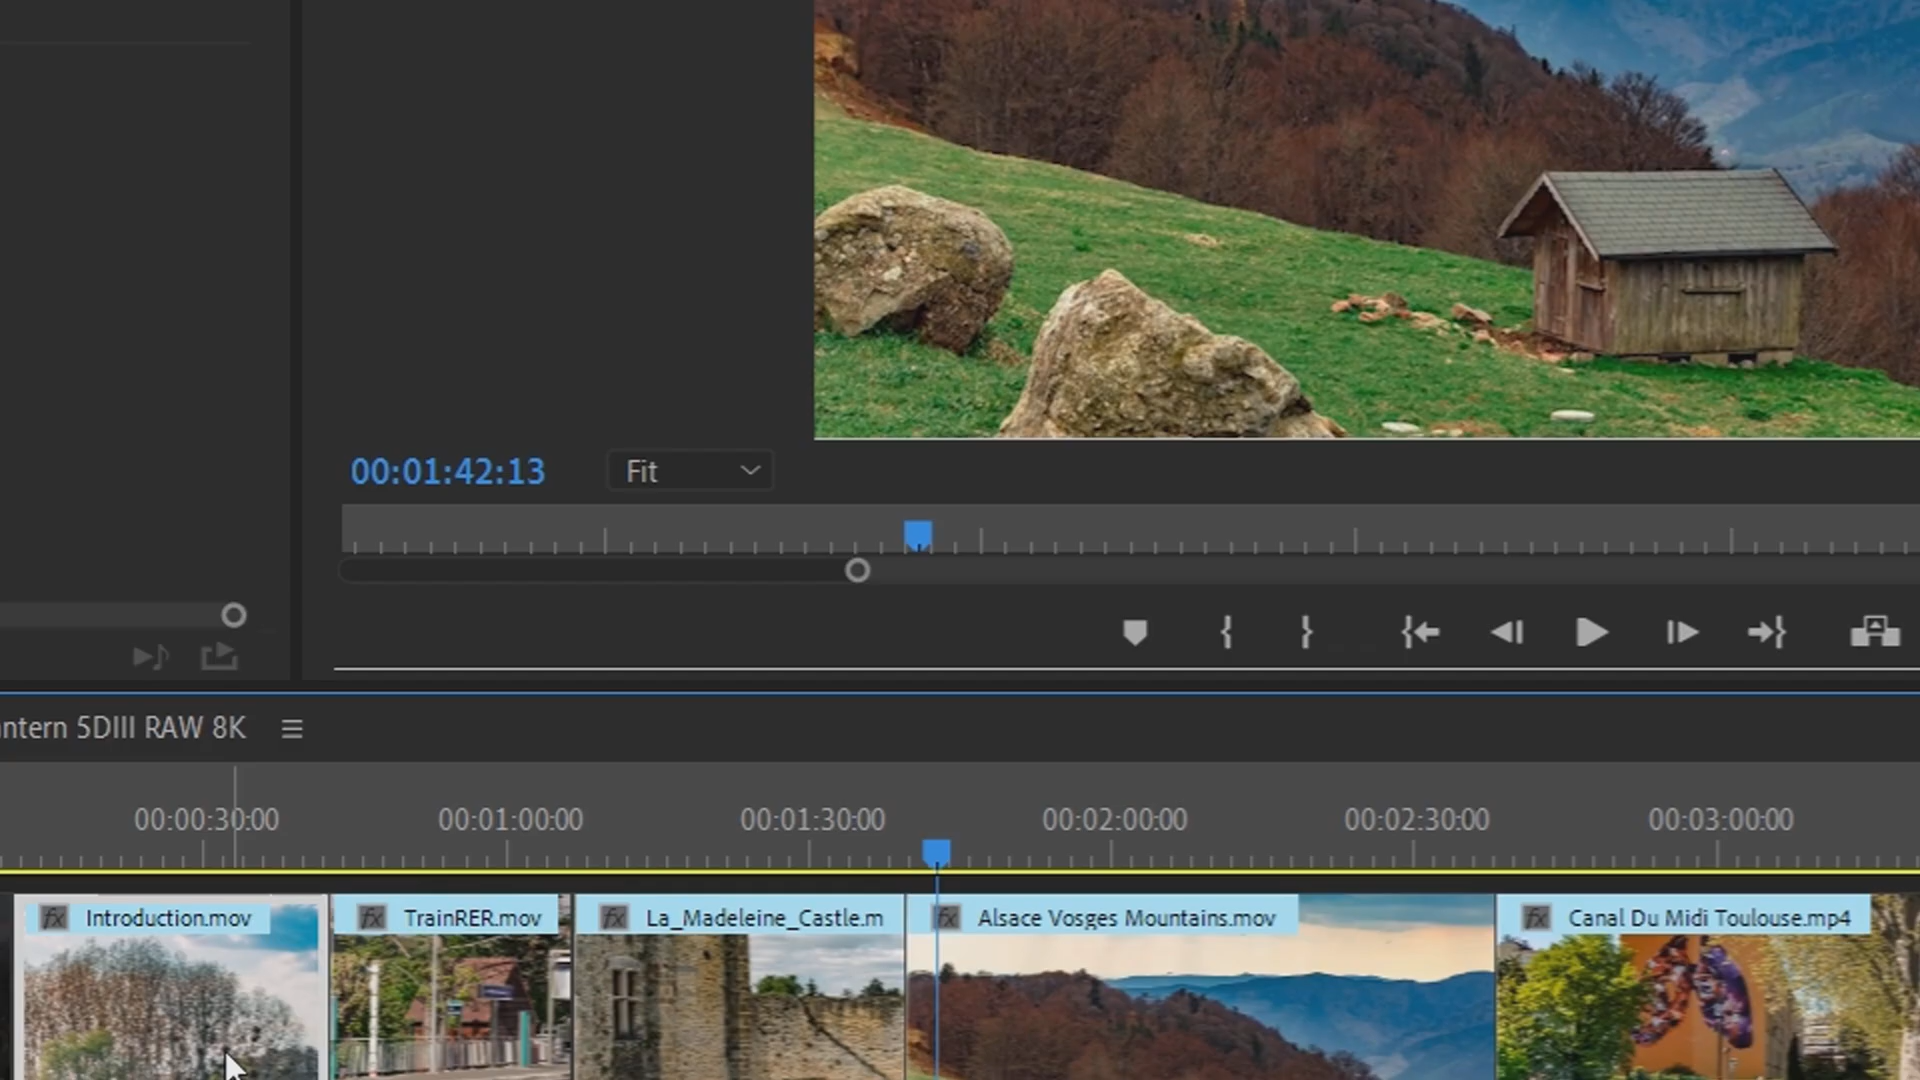 00:01:42:13
Fit
antern 5DIII RAW 8K
00:00:30:00
00:01:00:00
00:01:30:00
00:02:00:00
00:02:30:00
00:03:00:00
fx Introduction.mov
fx TrainRER.mov
fx La_Madeleine_Castle.m
fx Alsace Vosges Mountains.mov
fx Canal Du Midi Toulouse.mp4